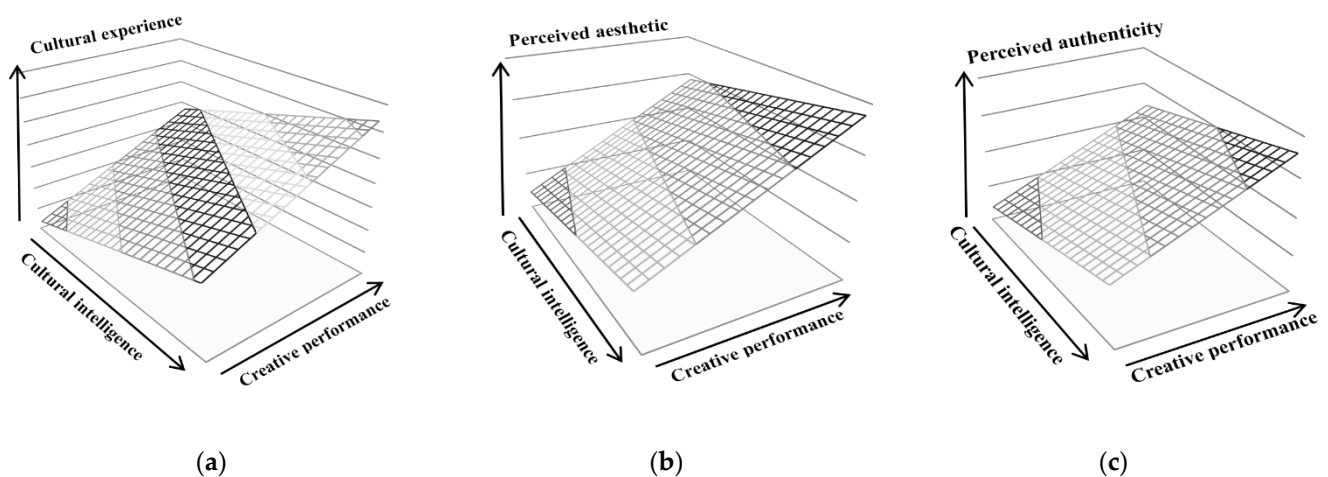 Cultural experience
Cultural intelligence
Creative performance
(a)
Perceived aesthetic
Cultural intelligence
Creative performance
(b)
Perceived authenticity
Cultural intelligence
Creative performance
(c)